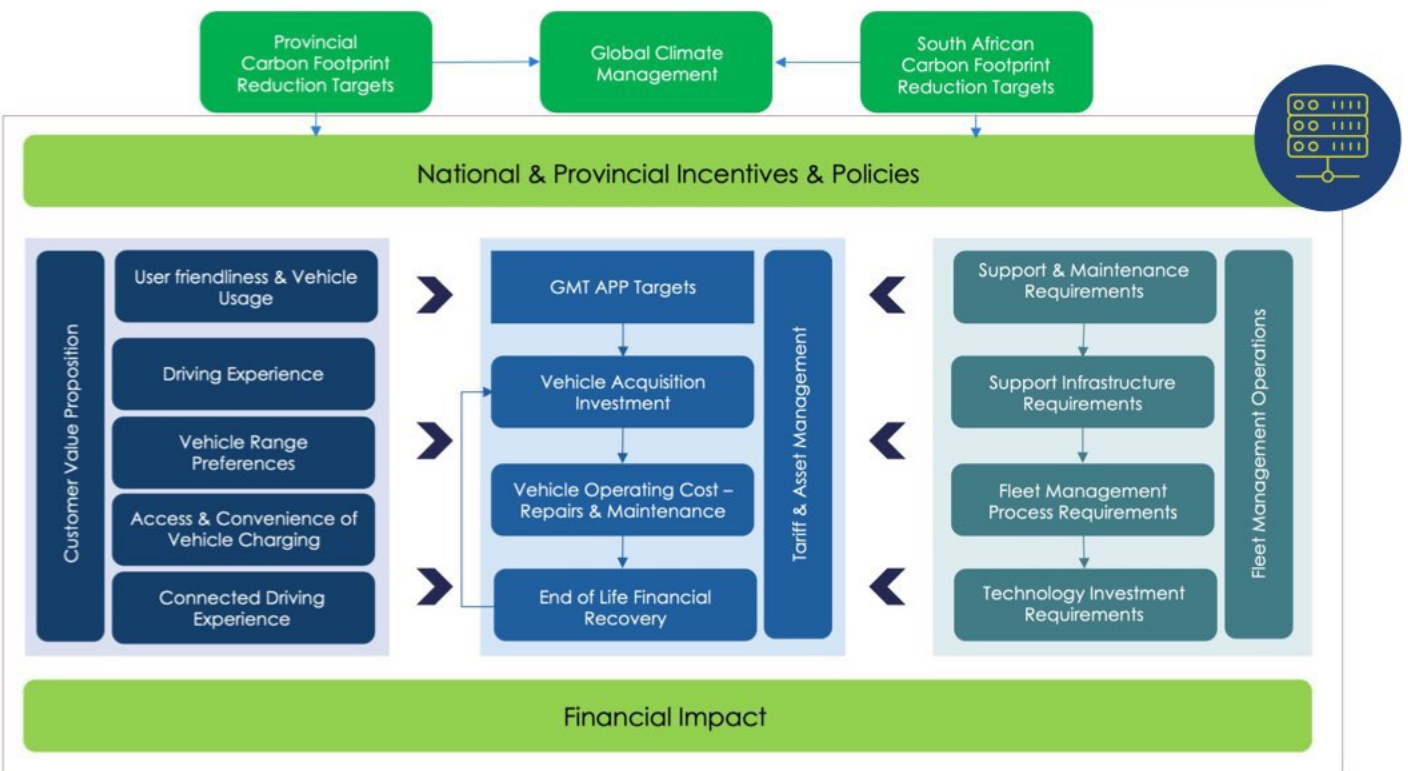 Provincial
Carbon Footprint
Reduction Targets
Global Climate
Management
South African
Carbon Footprint
Reduction Targets
National & Provincial Incentives & Policies
Customer Value Proposition
User friendliness & Vehicle
Usage
Driving Experience
Vehicle Range
Preferences
Access & Convenience of
Vehicle Charging
Connected Driving
Experience
GMT APP Targets
Vehicle Acquisition
Investment
Vehicle Operating Cost –
Repairs & Maintenance
End of Life Financial
Recovery
Tariff & Asset Management
Support & Maintenance
Requirements
Support Infrastructure
Requirements
Fleet Management
Process Requirements
Technology Investment
Requirements
Fleet Management Operations
Financial Impact